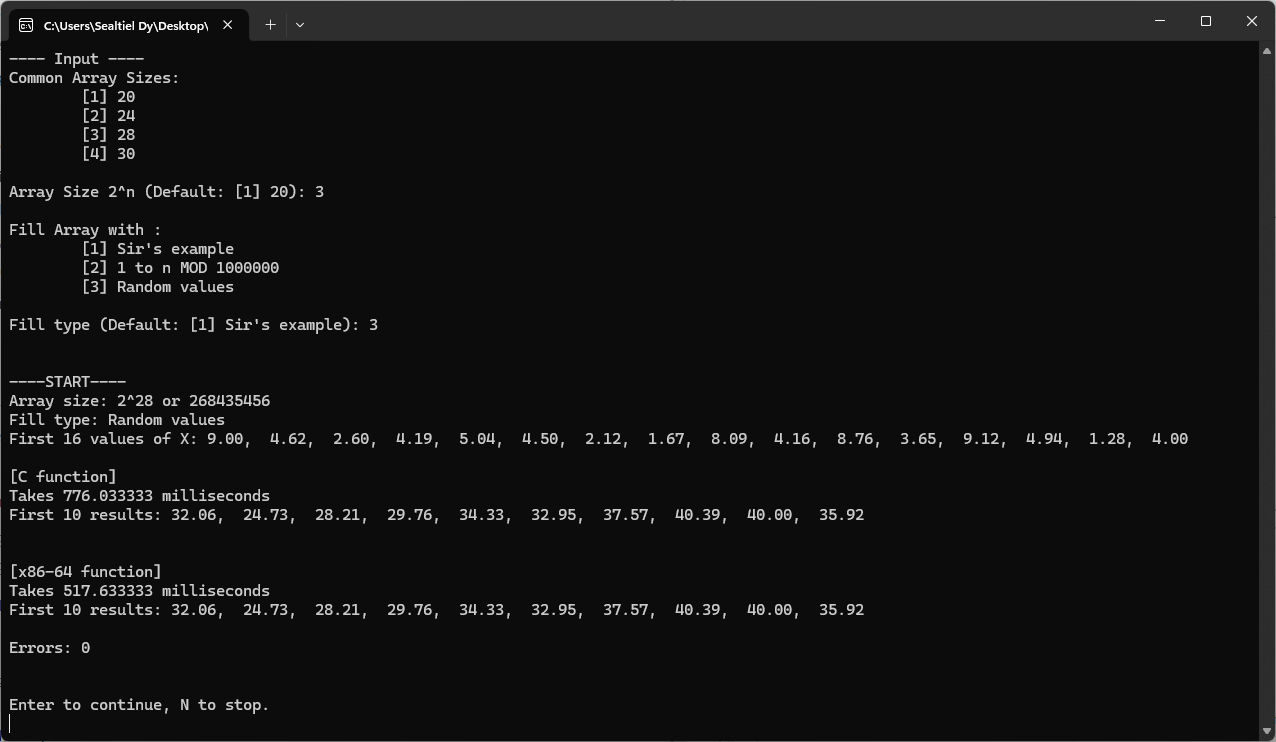 C:\Users\Sealtiel Dy\Desktop\
---- Input ----
Common Array Sizes:
[1] 20
[2] 24
[3] 28
[4] 30
Array Size 2^n (Default: [1] 20): 3
Fill Array with :
[1] Sir's example
[2] 1 to n MOD 1000000
[3] Random values
Fill type (Default: [1] Sir's example): 3
----START----
Array size: 2^28 or 268435456
Fill type: Random values
First 16 values of X: 9.00,  4.62,  2.60,  4.19,  5.04,  4.50,  2.12,  1.67,  8.09,  4.16,  8.76,  3.65,  9.12,  4.94,  1.28,  4.00
[C function]
Takes 776.033333 milliseconds
First 10 results: 32.06,  24.73,  28.21,  29.76,  34.33,  32.95,  37.57,  40.39,  40.00,  35.92
[x86-64 function]
Takes 517.633333 milliseconds
First 10 results: 32.06,  24.73,  28.21,  29.76,  34.33,  32.95,  37.57,  40.39,  40.00,  35.92
Errors: 0
Enter to continue, N to stop.